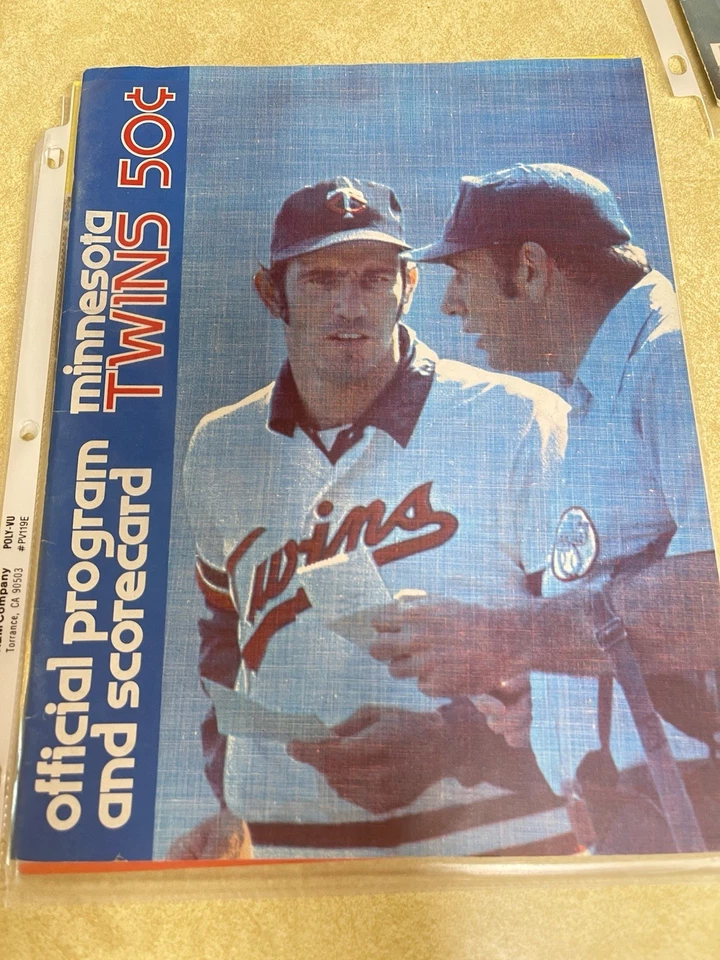 official program
and scorecard
minnesota
TWINS 50¢
Twins
T
Company
Torrance, CA 90503
POLY-VU
#PV119E